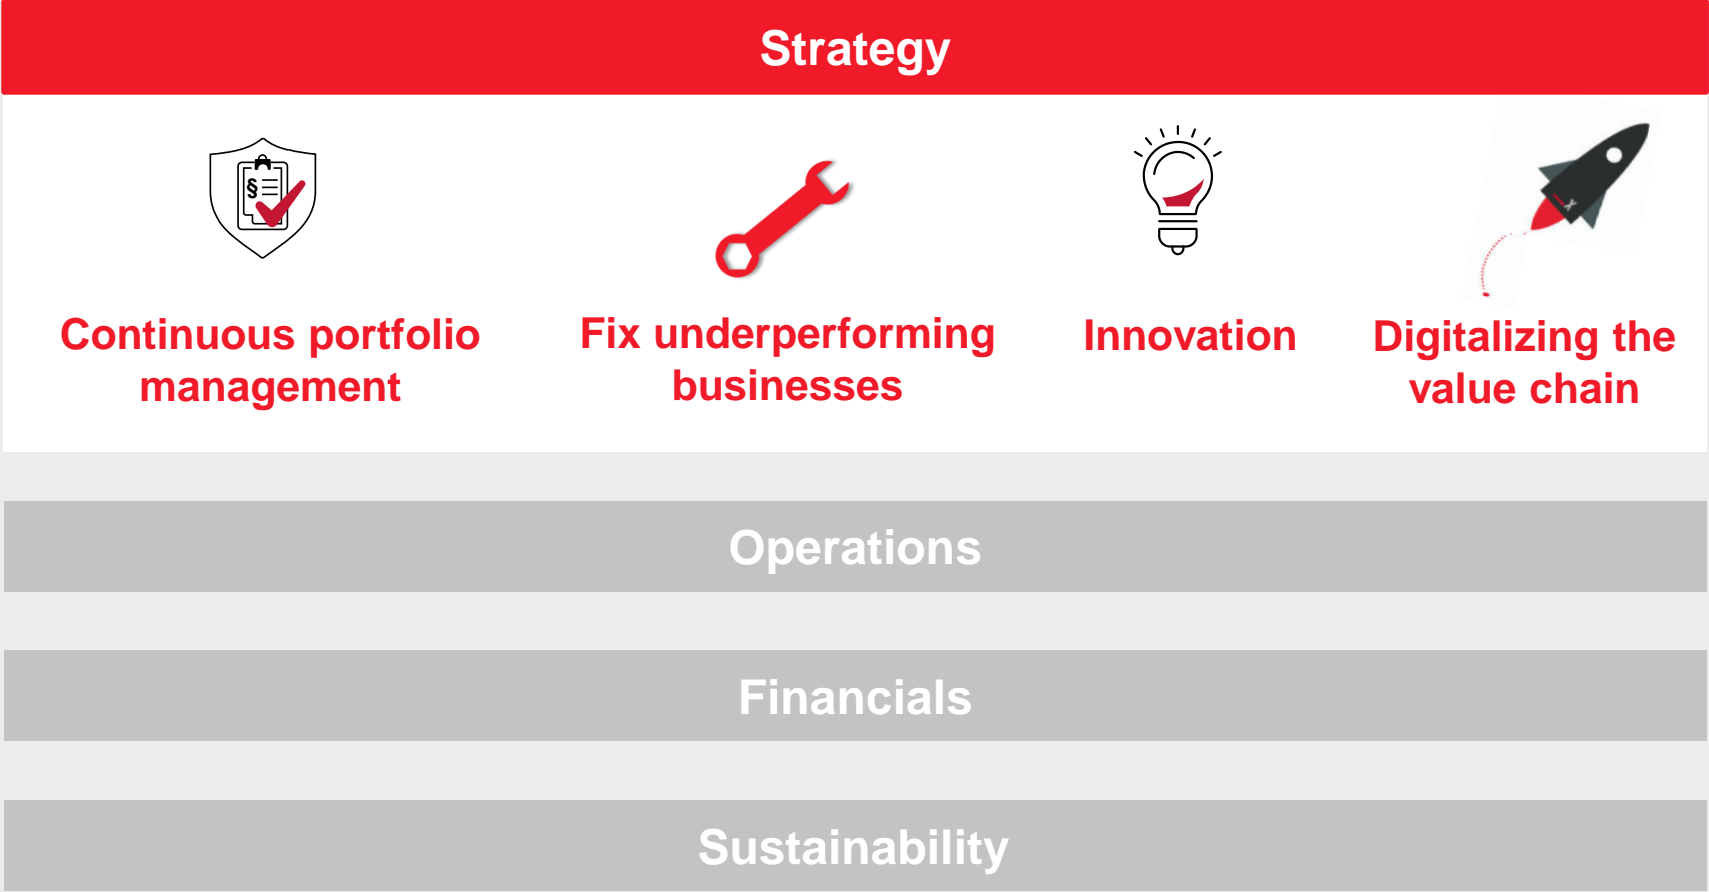 Strategy
§
X
Continuous portfolio
management
Fix underperforming
businesses
Innovation
Digitalizing the
value chain
Operations
Financials
Sustainability